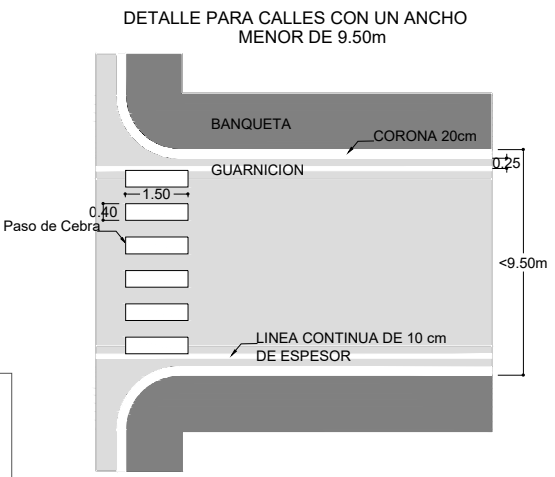 DETALLE PARA CALLES CON UN ANCHO
MENOR DE 9.50m
BANQUETA
CORONA 20cm
0.25
GUARNICION
1.50
0.40
Paso de Cebra
<9.50m
LINEA CONTINUA DE 10 cm
DE ESPESOR